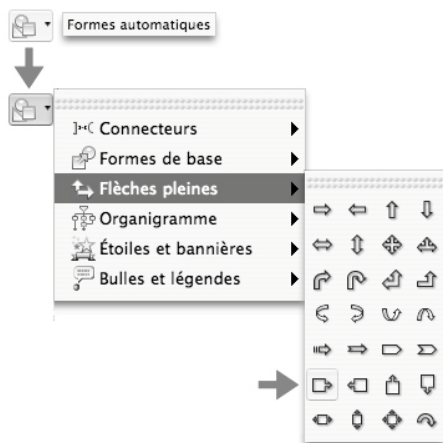 Formes automatiques
Connecteurs
Formes de base
Flèches pleines
Organigramme
Étoiles et bannières
Bulles et légendes